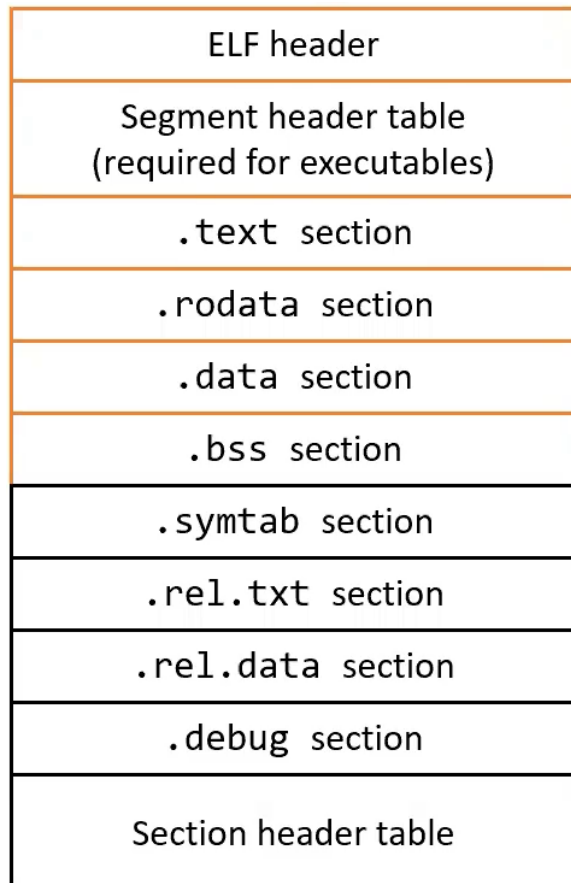 ELF header
Segment header table
(required for executables)
.text section
.rodata section
.data section
.bss section
.symtab section
.rel.txt section
.rel.data section
.debug section
Section header table